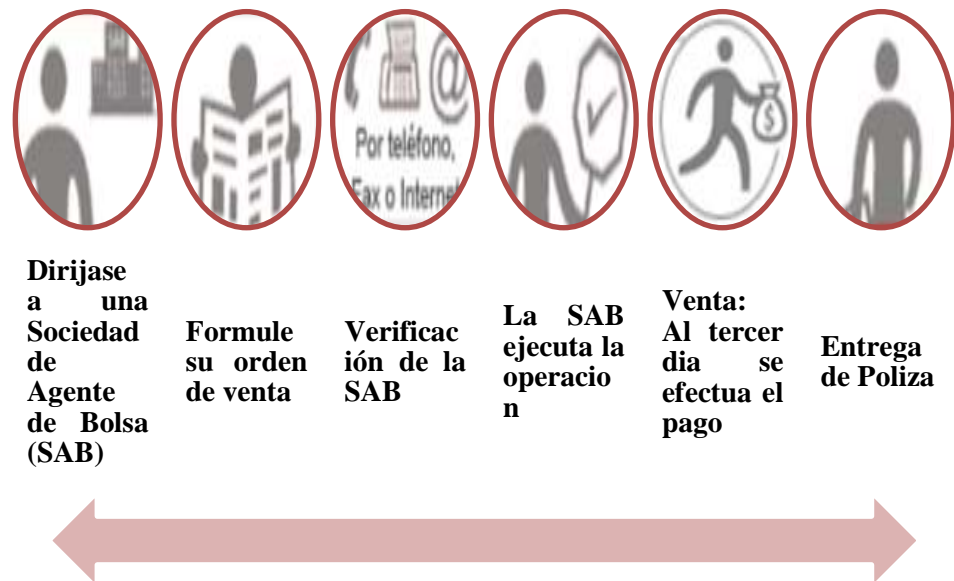 Por teléfono,
Fax o Internet
Dirijase
a una
Sociedad
de
Agente
de Bolsa
(SAB)
Formule
su orden
de venta
Verificac
ión de la
SAB
La SAB
ejecuta la
operacio
n
Venta:
Al tercer
dia se
efectua el
pago
Entrega
de Poliza